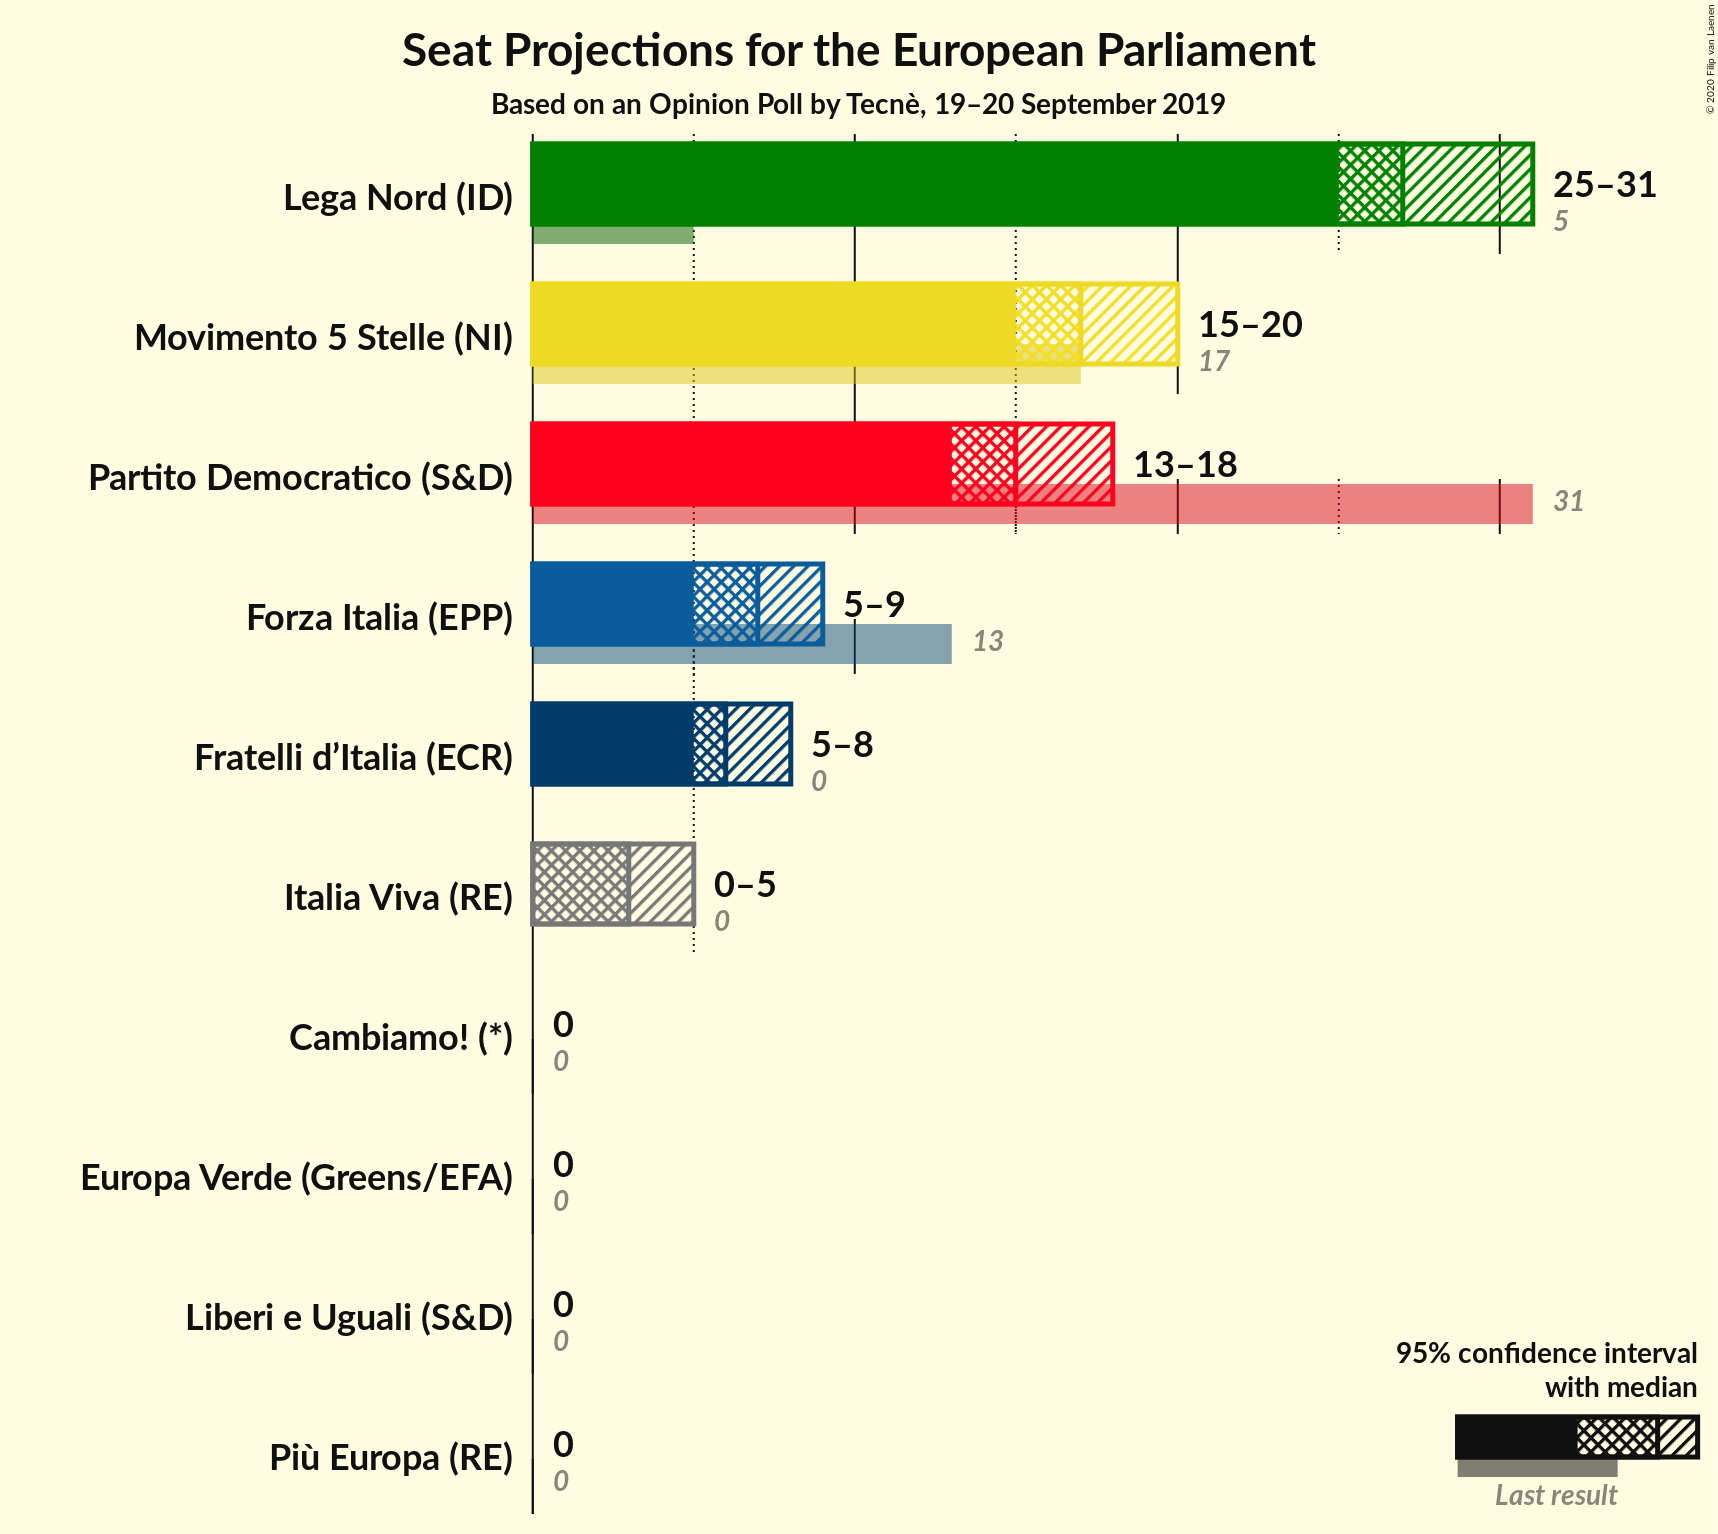 Seat Projections for the European Parliament
Based on an Opinion Poll by Tecnè, 19–20 September 2019
© 2020 Filip van Laenen
Lega Nord (ID)
25–31
5
Movimento 5 Stelle (NI)
15–20
17
Partito Democratico (S&D)
13–18
31
Forza Italia (EPP)
5–9
13
Fratelli d’Italia (ECR)
5–8
0
Italia Viva (RE)
0–5
0
Cambiamo! (*)
0
0
Europa Verde (Greens/EFA)
0
0
Liberi e Uguali (S&D)
0
0
Più Europa (RE)
0
0
95% confidence interval
with median
Last result